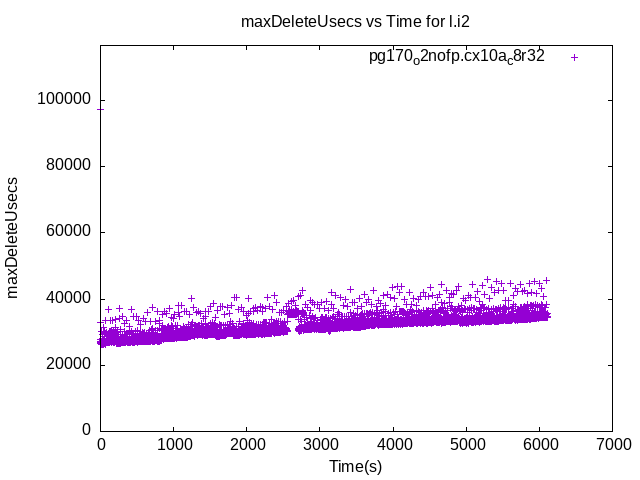 maxDeleteUsecs vs Time for l.i2
pg170o2nofp.cx10ac8r32
100000
80000
60000
40000
20000
0
maxDeleteUsecs
0 1000 2000 3000 4000 5000 6000 7000
Time(s)